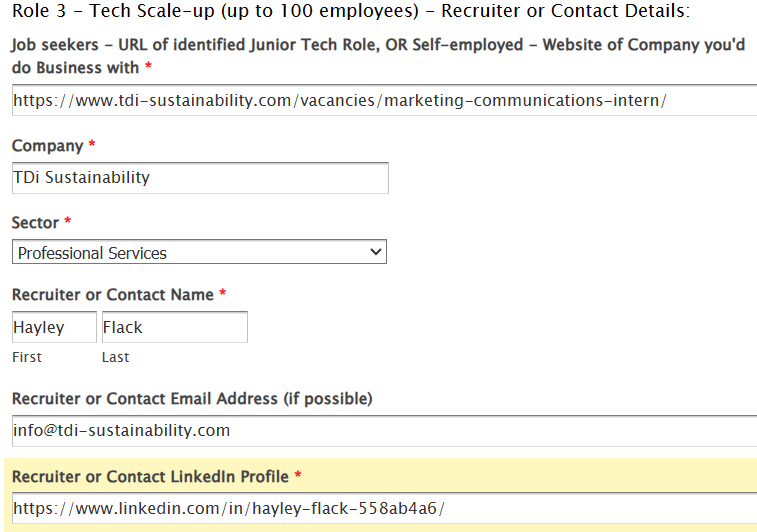 Role 3 – Tech Scale-up (up to 100 employees) – Recruiter or Contact Details:
Job seekers – URL of identified Junior Tech Role, OR Self-employed – Website of Company you'd
do Business with *
https://www.tdi-sustainability.com/vacancies/marketing-communications-intern/
Company *
TDi Sustainability
Sector *
Professional Services
Recruiter or Contact Name *
Hayley Flack
First Last
Recruiter or Contact Email Address (if possible)
info@tdi-sustainability.com
Recruiter or Contact LinkedIn Profile *
https://www.linkedin.com/in/hayley-flack-558ab4a6/